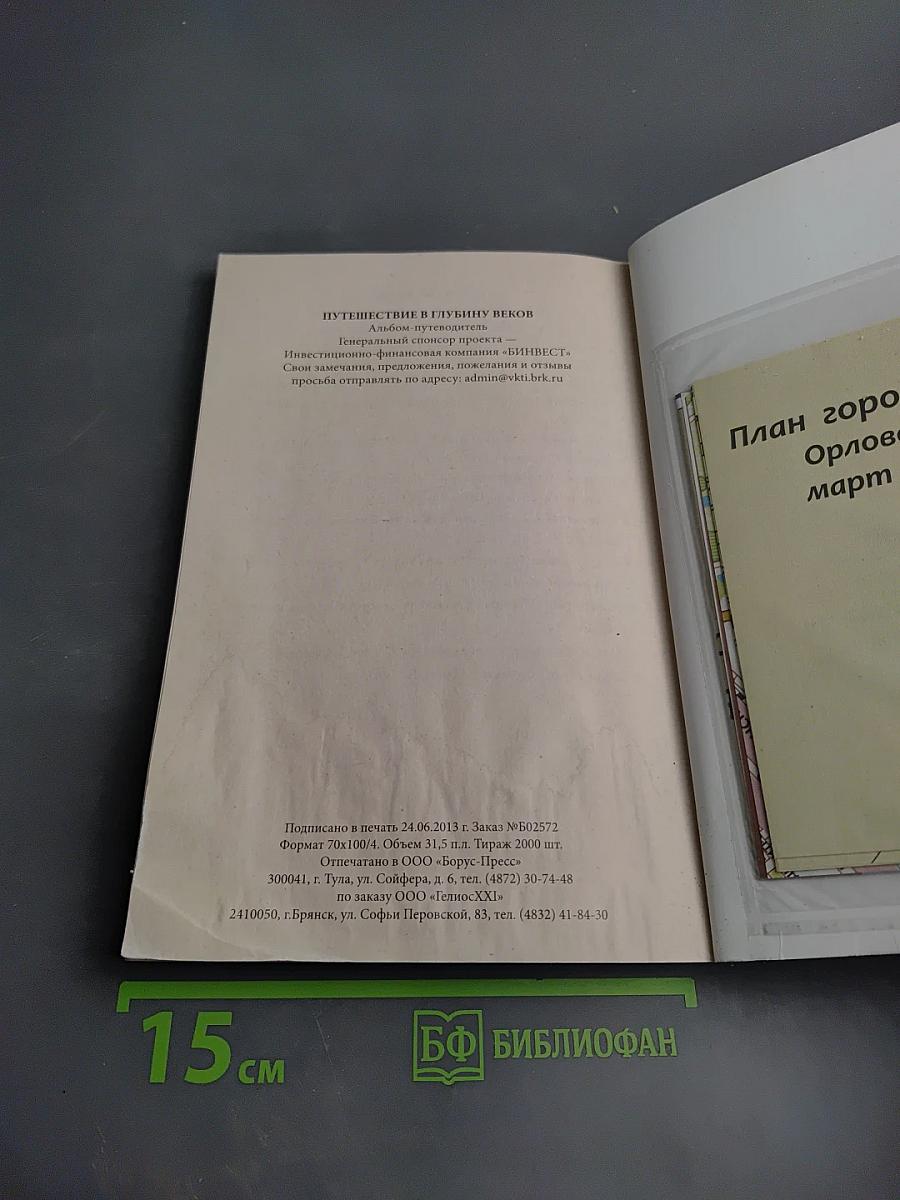 ПУТЕШЕСТВИЕ В ГЛУБИНУ ВЕКОВ
Альбом-путеводитель
Генеральный спонсор проекта —
Инвестиционно-финансовая компания «БИНВЕСТ»
Свои замечания, предложения, пожелания и отзывы
просьба отправлять по адресу: admin@vkti.brk.ru
Подписано в печать 24.06.2013 г. Заказ №Б02572
Формат 70х100/4. Объем 31,5 п.л. Тираж 2000 шт.
Отпечатано в ООО «Борус-Пресс»
300041, г. Тула, ул. Сойфера, д. 6, тел. (4872) 30-74-48
по заказу ООО «ГелиосXXI»
2410050, г.Брянск, ул. Софьи Перовской, 83, тел. (4832) 41-84-30
План горо
Орлов
март
15 см
БФ БИБЛИОФАН